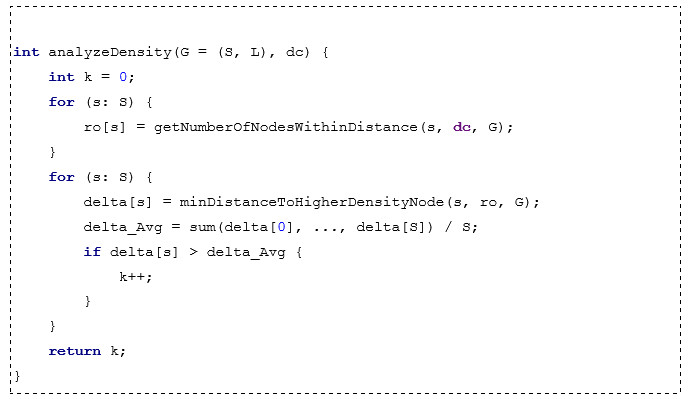 int analyzeDensity(G = (S, L), dc) {
    int k = 0;
    for (s: S) {
        ro[s] = getNumberOfNodesWithinDistance(s, dc, G);
    }
    for (s: S) {
        delta[s] = minDistanceToHigherDensityNode(s, ro, G);
        delta_Avg = sum(delta[0], ..., delta[S]) / S;
        if delta[s] > delta_Avg {
            k++;
        }
    }
    return k;
}